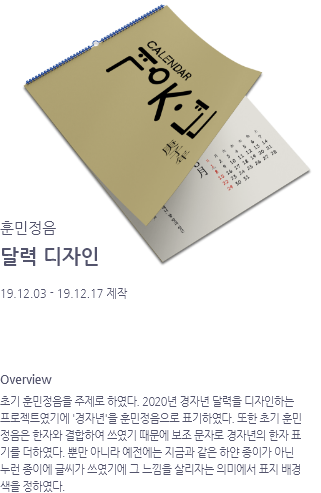 CALENDAR
훈민정음
달력 디자인
19.12.03 - 19.12.17 제작
Overview
초기 훈민정음을 주제로 하였다. 2020년 경자년 달력을 디자인하는
프로젝트였기에 '경자년'을 훈민정음으로 표기하였다. 또한 초기 훈민
정음은 한자와 결합하여 쓰였기 때문에 보조 문자로 경자년의 한자 표
기를 더하였다. 뿐만 아니라 예전에는 지금과 같은 하얀 종이가 아닌
누런 종이에 글씨가 쓰였기에 그 느낌을 살리자는 의미에서 표지 배경
색을 정하였다.